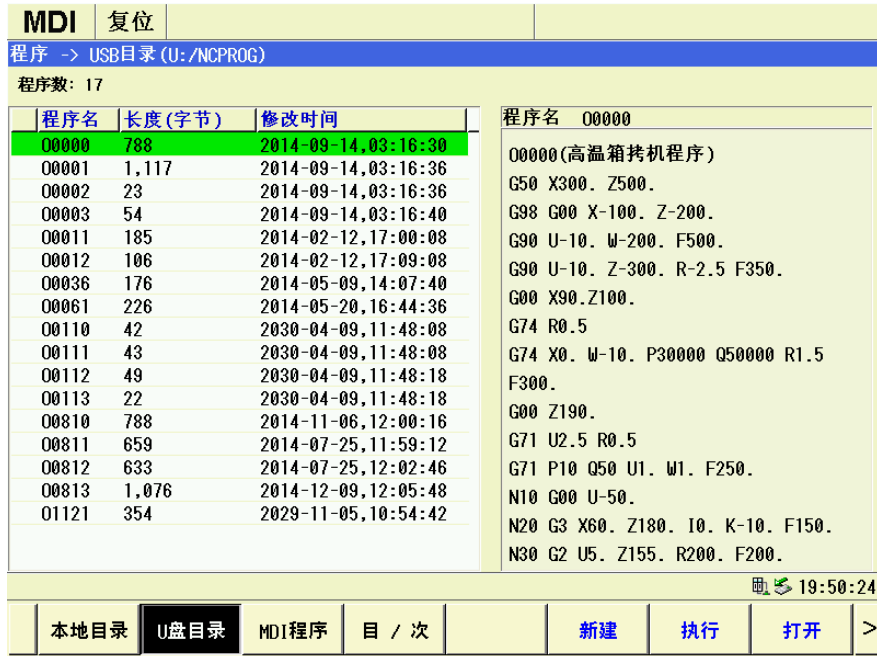 MDI 复位
程序 -> USB目录(U:/NCPROG)
程序数: 17
程序名 长度(字节) 修改时间
O0000 788 2014-09-14,03:16:30
O0001 1,117 2014-09-14,03:16:36
O0002 23 2014-09-14,03:16:36
O0003 54 2014-09-14,03:16:40
O0011 185 2014-02-12,17:00:08
O0012 106 2014-02-12,17:09:08
O0036 176 2014-05-09,14:07:40
O0061 226 2014-05-20,16:44:36
O0110 42 2030-04-09,11:48:08
O0111 43 2030-04-09,11:48:08
O0112 49 2030-04-09,11:48:18
O0113 22 2030-04-09,11:48:18
O0810 788 2014-11-06,12:00:16
O0811 659 2014-07-25,11:59:12
O0812 633 2014-07-25,12:02:46
O0813 1,076 2014-12-09,12:05:48
O1121 354 2029-11-05,10:54:42
程序名 O0000
O0000(高温箱拷机程序)
G50 X300. Z500.
G98 G00 X-100. Z-200.
G90 U-10. W-200. F500.
G90 U-10. Z-300. R-2.5 F350.
G00 X90.Z100.
G74 R0.5
G74 X0. W-10. P30000 Q50000 R1.5
F300.
G00 Z190.
G71 U2.5 R0.5
G71 P10 Q50 U1. W1. F250.
N10 G00 U-50.
N20 G3 X60. Z180. I0. K-10. F150.
N30 G2 U5. Z155. R200. F200.
19:50:24
本地目录 U盘目录 MDI程序 目 / 次 新建 执行 打开 >